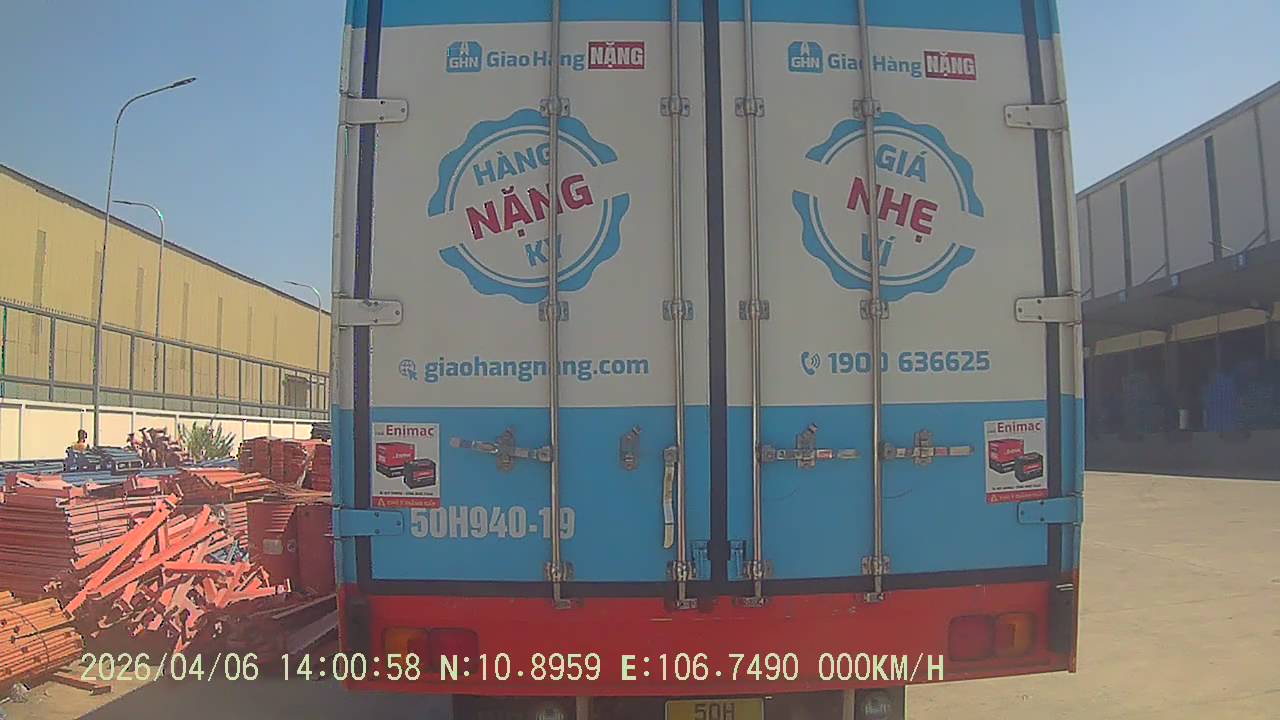 GHN GiaoHàng NẶNG
GHN GiaoHàng NẶNG
HÀNG
NẶNG
KÝ
GIÁ
NHẸ
VÍ
giaohangnang.com
1900 636625
Enimac
Enimac
50H940-19
50H
2026/04/06 14:00:58 N:10.8959 E:106.7490 000KM/H